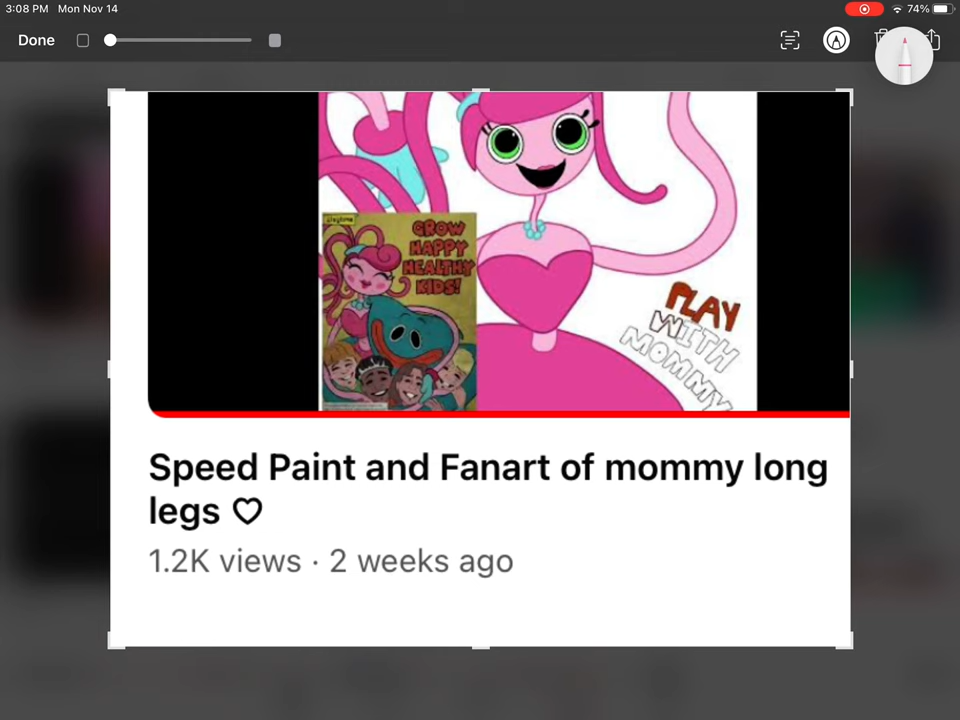 3:08 PM Mon Nov 14
74%
Done
playtime
GROW
HAPPY
HEALTHY
KIDS!
PLAY
WITH
MOMMY
Speed Paint and Fanart of mommy long
legs ♡
1.2K views · 2 weeks ago